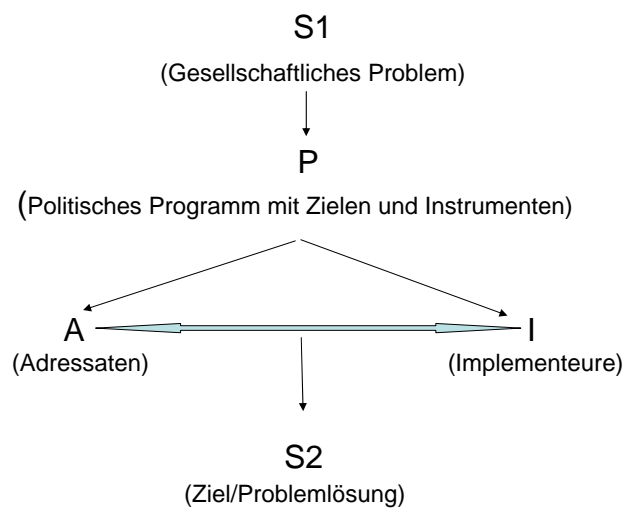 S1
(Gesellschaftliches Problem)
P
(Politisches Programm mit Zielen und Instrumenten)
A I
(Adressaten) (Implementeure)
S2
(Ziel/Problemlösung)